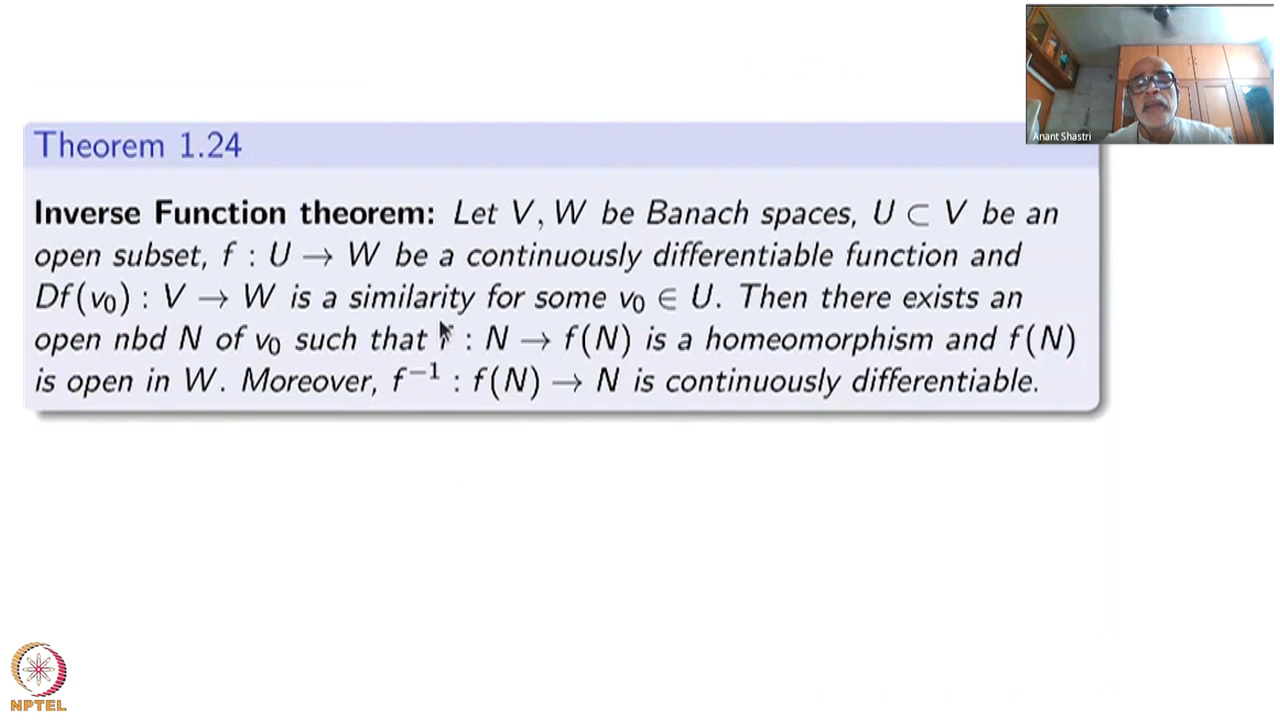 Anant Shastri
Theorem 1.24
Inverse Function theorem: Let V, W be Banach spaces, U ⊂ V be an
open subset, f : U → W be a continuously differentiable function and
Df(v₀) : V → W is a similarity for some v₀ ∈ U. Then there exists an
open nbd N of v₀ such that f : N → f(N) is a homeomorphism and f(N)
is open in W. Moreover, f⁻¹ : f(N) → N is continuously differentiable.
NPTEL